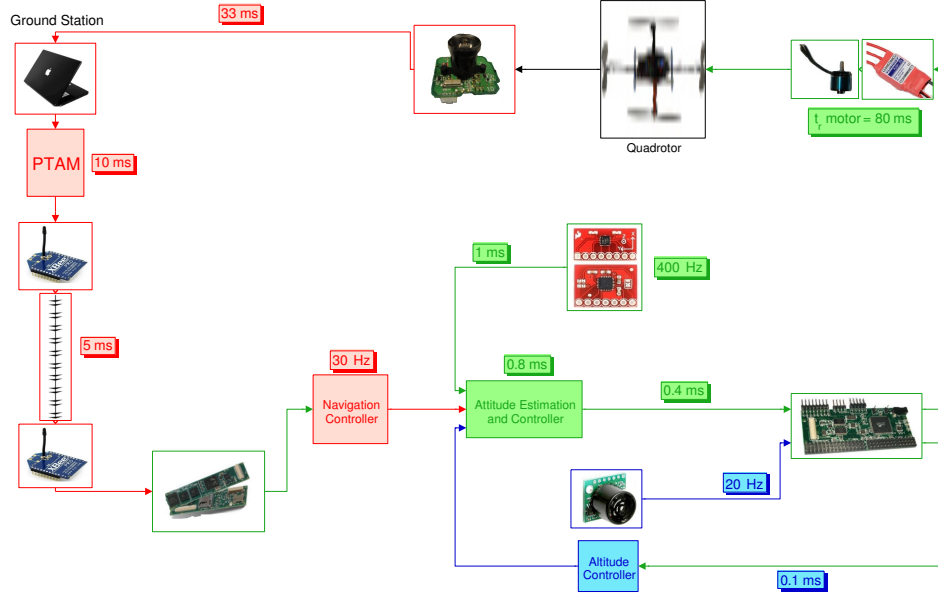 33 ms
Ground Station
t_r motor = 80 ms
Quadrotor
PTAM
10 ms
XBee
1 ms
400 Hz
5 ms
30 Hz
0.8 ms
0.4 ms
Navigation
Controller
Attitude Estimation
and Controller
XBee
20 Hz
Altitude
Controller
0.1 ms